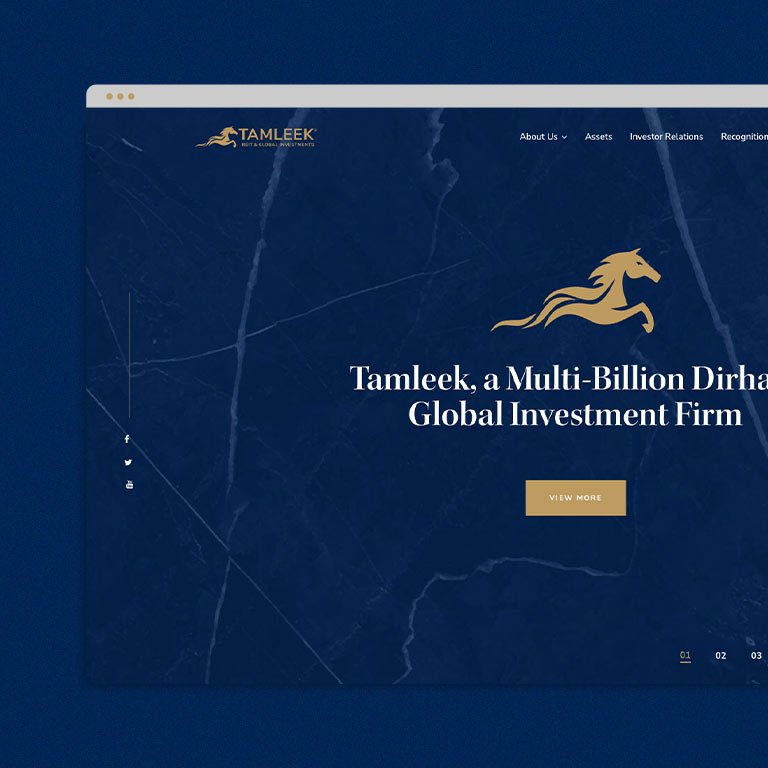 TAMLEEK
REIT & GLOBAL INVESTMENTS
About Us
Assets
Investor Relations
Recognition
Tamleek, a Multi-Billion Dirha
Global Investment Firm
VIEW MORE
01
02
03